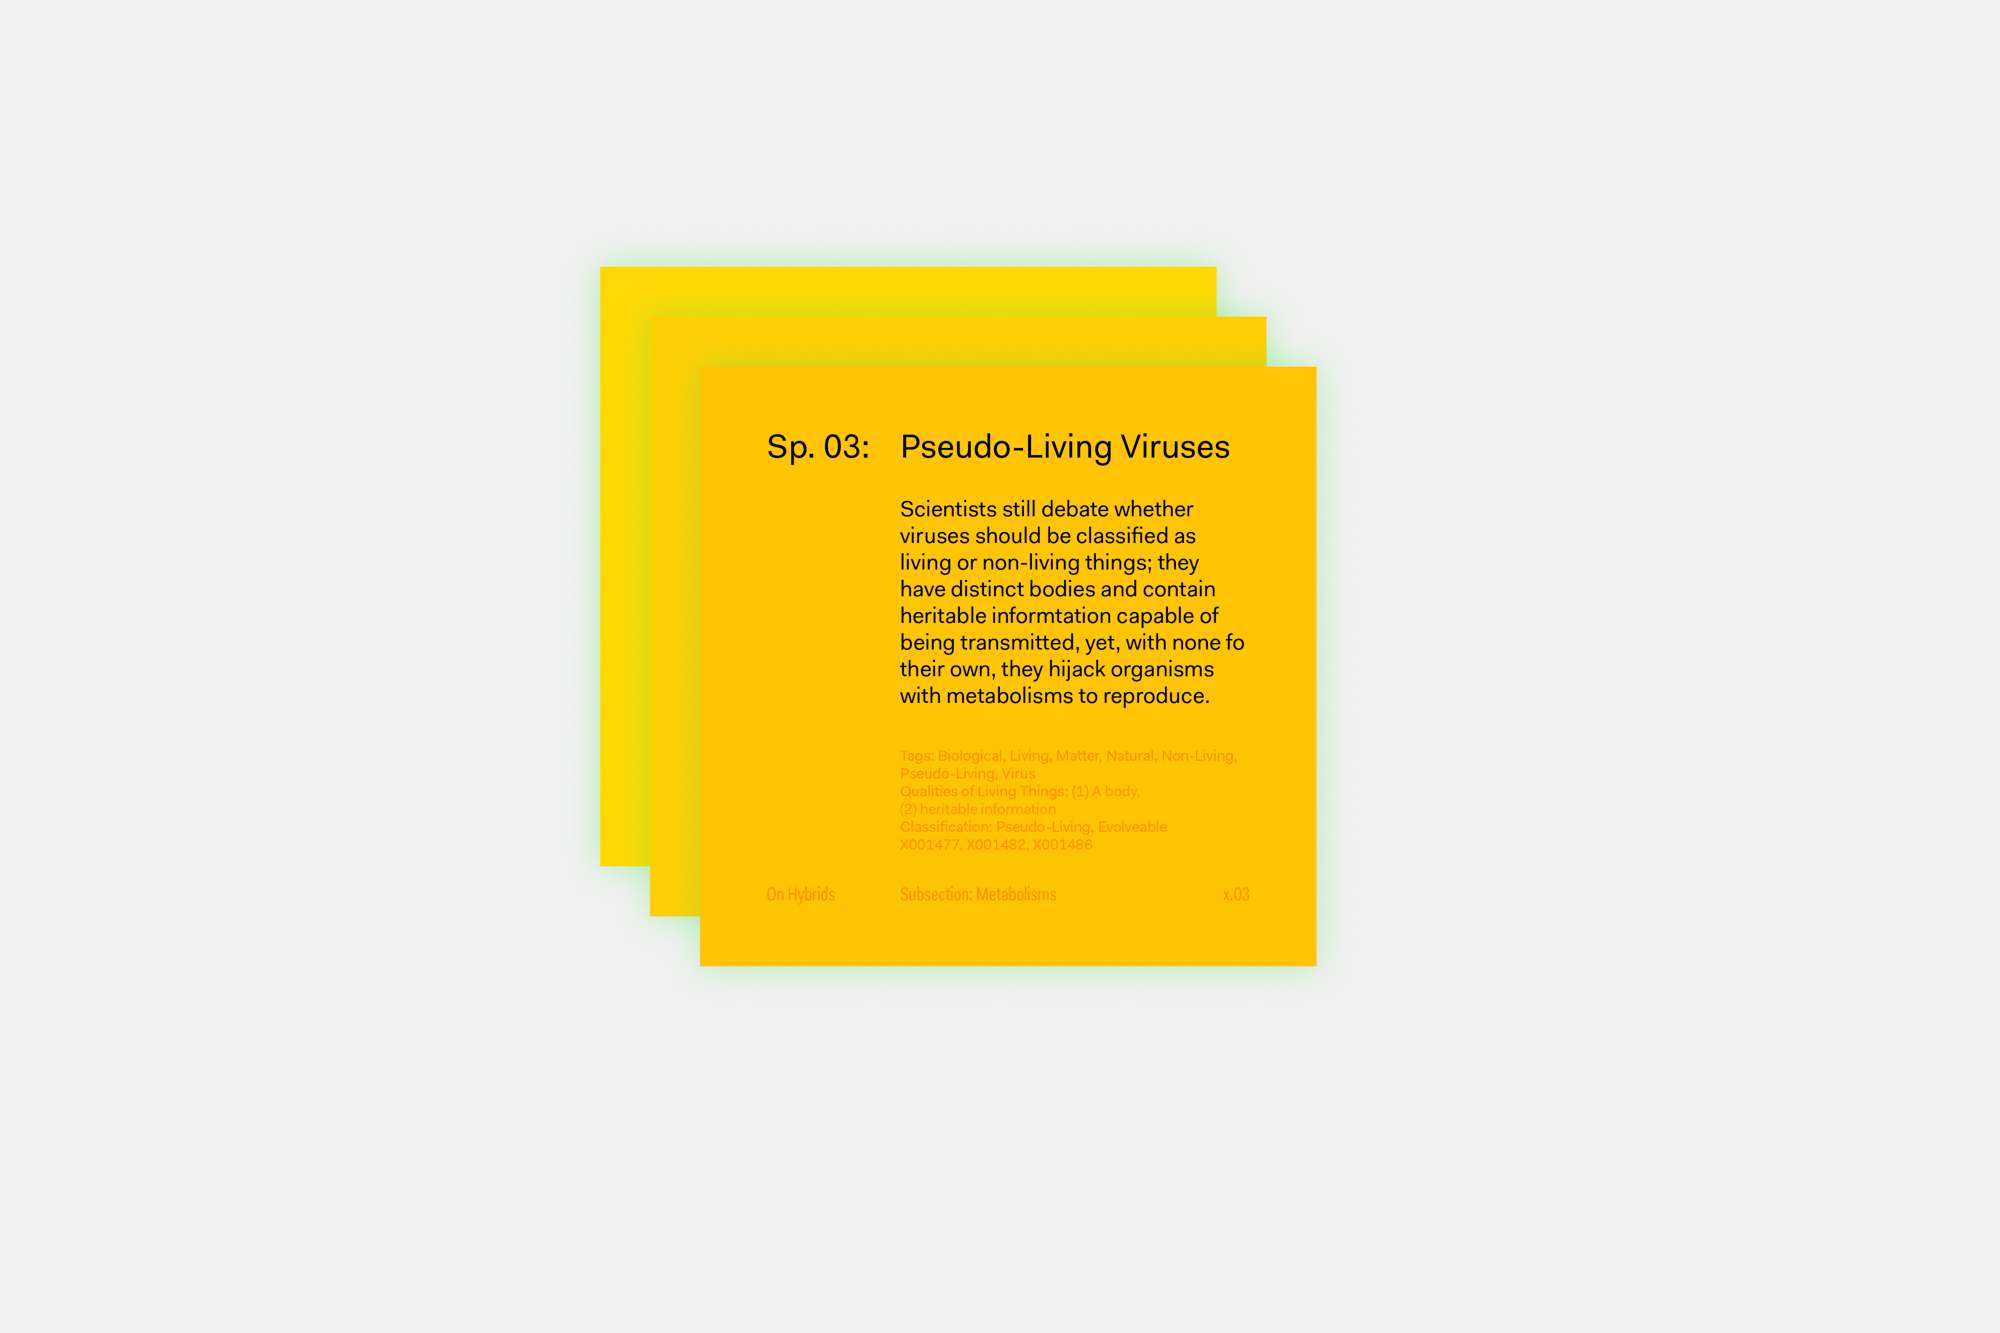 Sp. 03: Pseudo-Living Viruses
Scientists still debate whether
viruses should be classified as
living or non-living things; they
have distinct bodies and contain
heritable informtation capable of
being transmitted, yet, with none fo
their own, they hijack organisms
with metabolisms to reproduce.
Tags: Biological, Living, Matter, Natural, Non-Living,
Pseudo-Living, Virus
Qualities of Living Things: (1) A body,
(2) heritable information
Classification: Pseudo-Living, Evolveable
X001477, X001482, X001486
On Hybrids Subsection: Metabolisms x.03